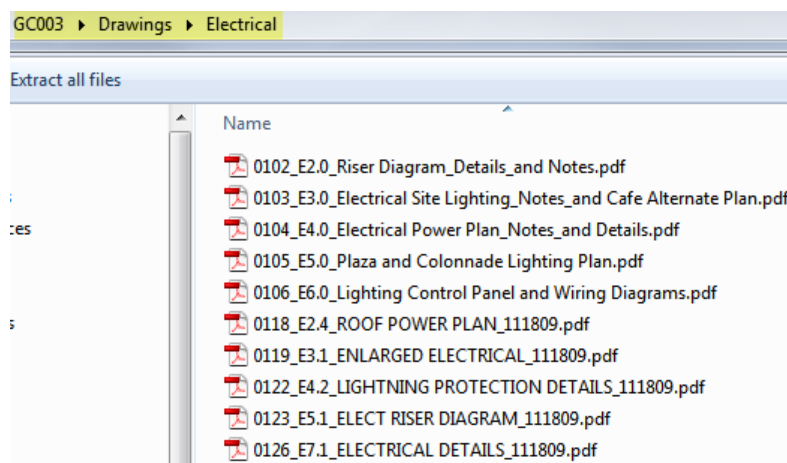 GC003 ▸ Drawings ▸ Electrical
Extract all files
Name
0102_E2.0_Riser Diagram_Details_and Notes.pdf
0103_E3.0_Electrical Site Lighting_Notes_and Cafe Alternate Plan.pdf
0104_E4.0_Electrical Power Plan_Notes_and Details.pdf
ces
0105_E5.0_Plaza and Colonnade Lighting Plan.pdf
0106_E6.0_Lighting Control Panel and Wiring Diagrams.pdf
0118_E2.4_ROOF POWER PLAN_111809.pdf
s
0119_E3.1_ENLARGED ELECTRICAL_111809.pdf
0122_E4.2_LIGHTNING PROTECTION DETAILS_111809.pdf
0123_E5.1_ELECT RISER DIAGRAM_111809.pdf
0126_E7.1_ELECTRICAL DETAILS_111809.pdf